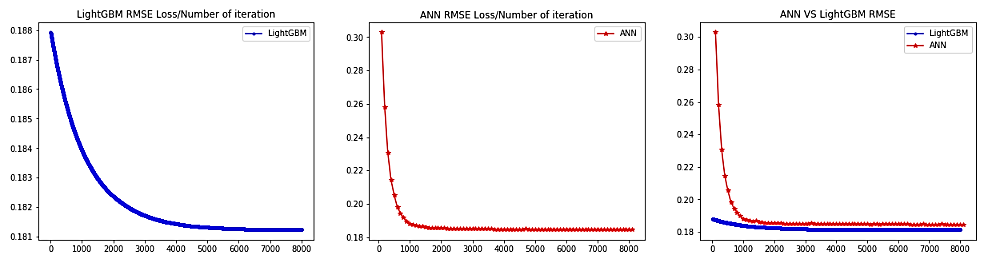 LightGBM RMSE Loss/Number of iteration
LightGBM
0.188
0.187
0.186
0.185
0.184
0.183
0.182
0.181
0 1000 2000 3000 4000 5000 6000 7000 8000
ANN RMSE Loss/Number of iteration
ANN
0.30
0.28
0.26
0.24
0.22
0.20
0.18
0 1000 2000 3000 4000 5000 6000 7000 8000
ANN VS LightGBM RMSE
LightGBM
ANN
0.30
0.28
0.26
0.24
0.22
0.20
0.18
0 1000 2000 3000 4000 5000 6000 7000 8000